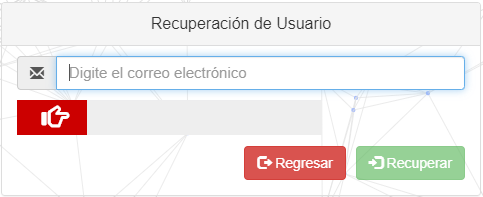 Recuperación de Usuario
Digite el correo electrónico
Regresar
Recuperar